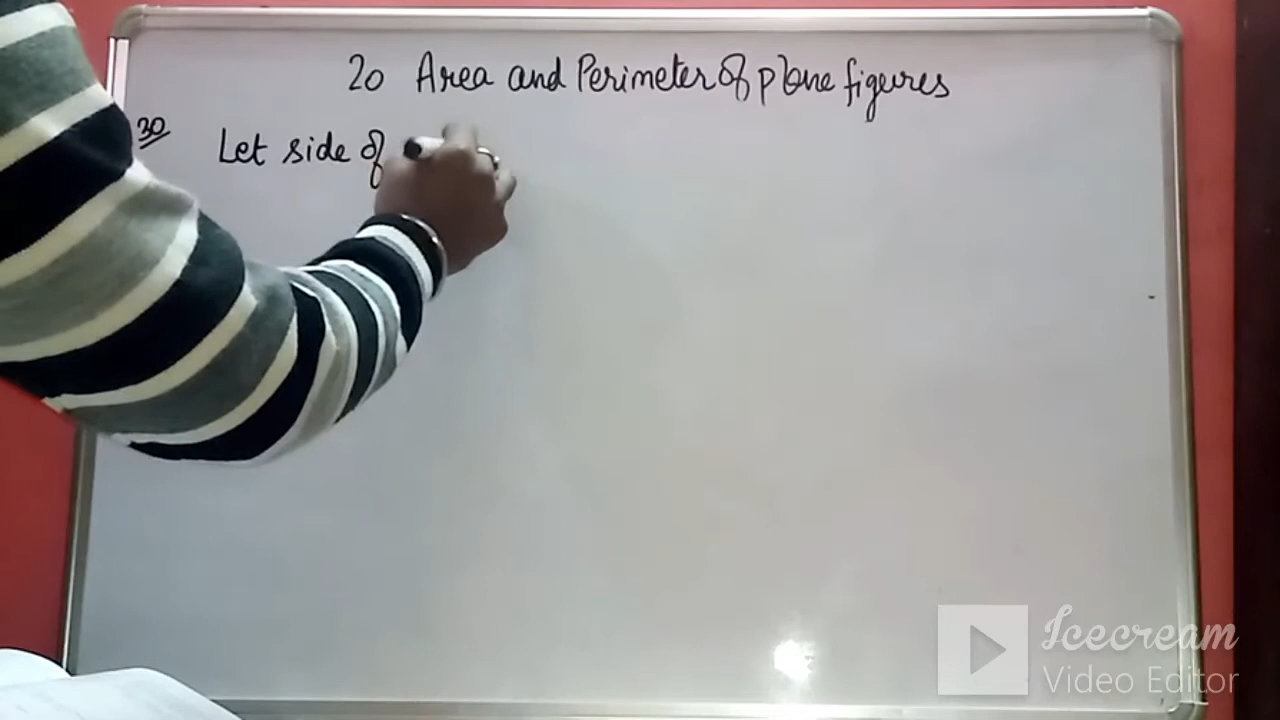 20 Area and Perimeter of plane figures
30 Let side of
Icecream
Video Editor